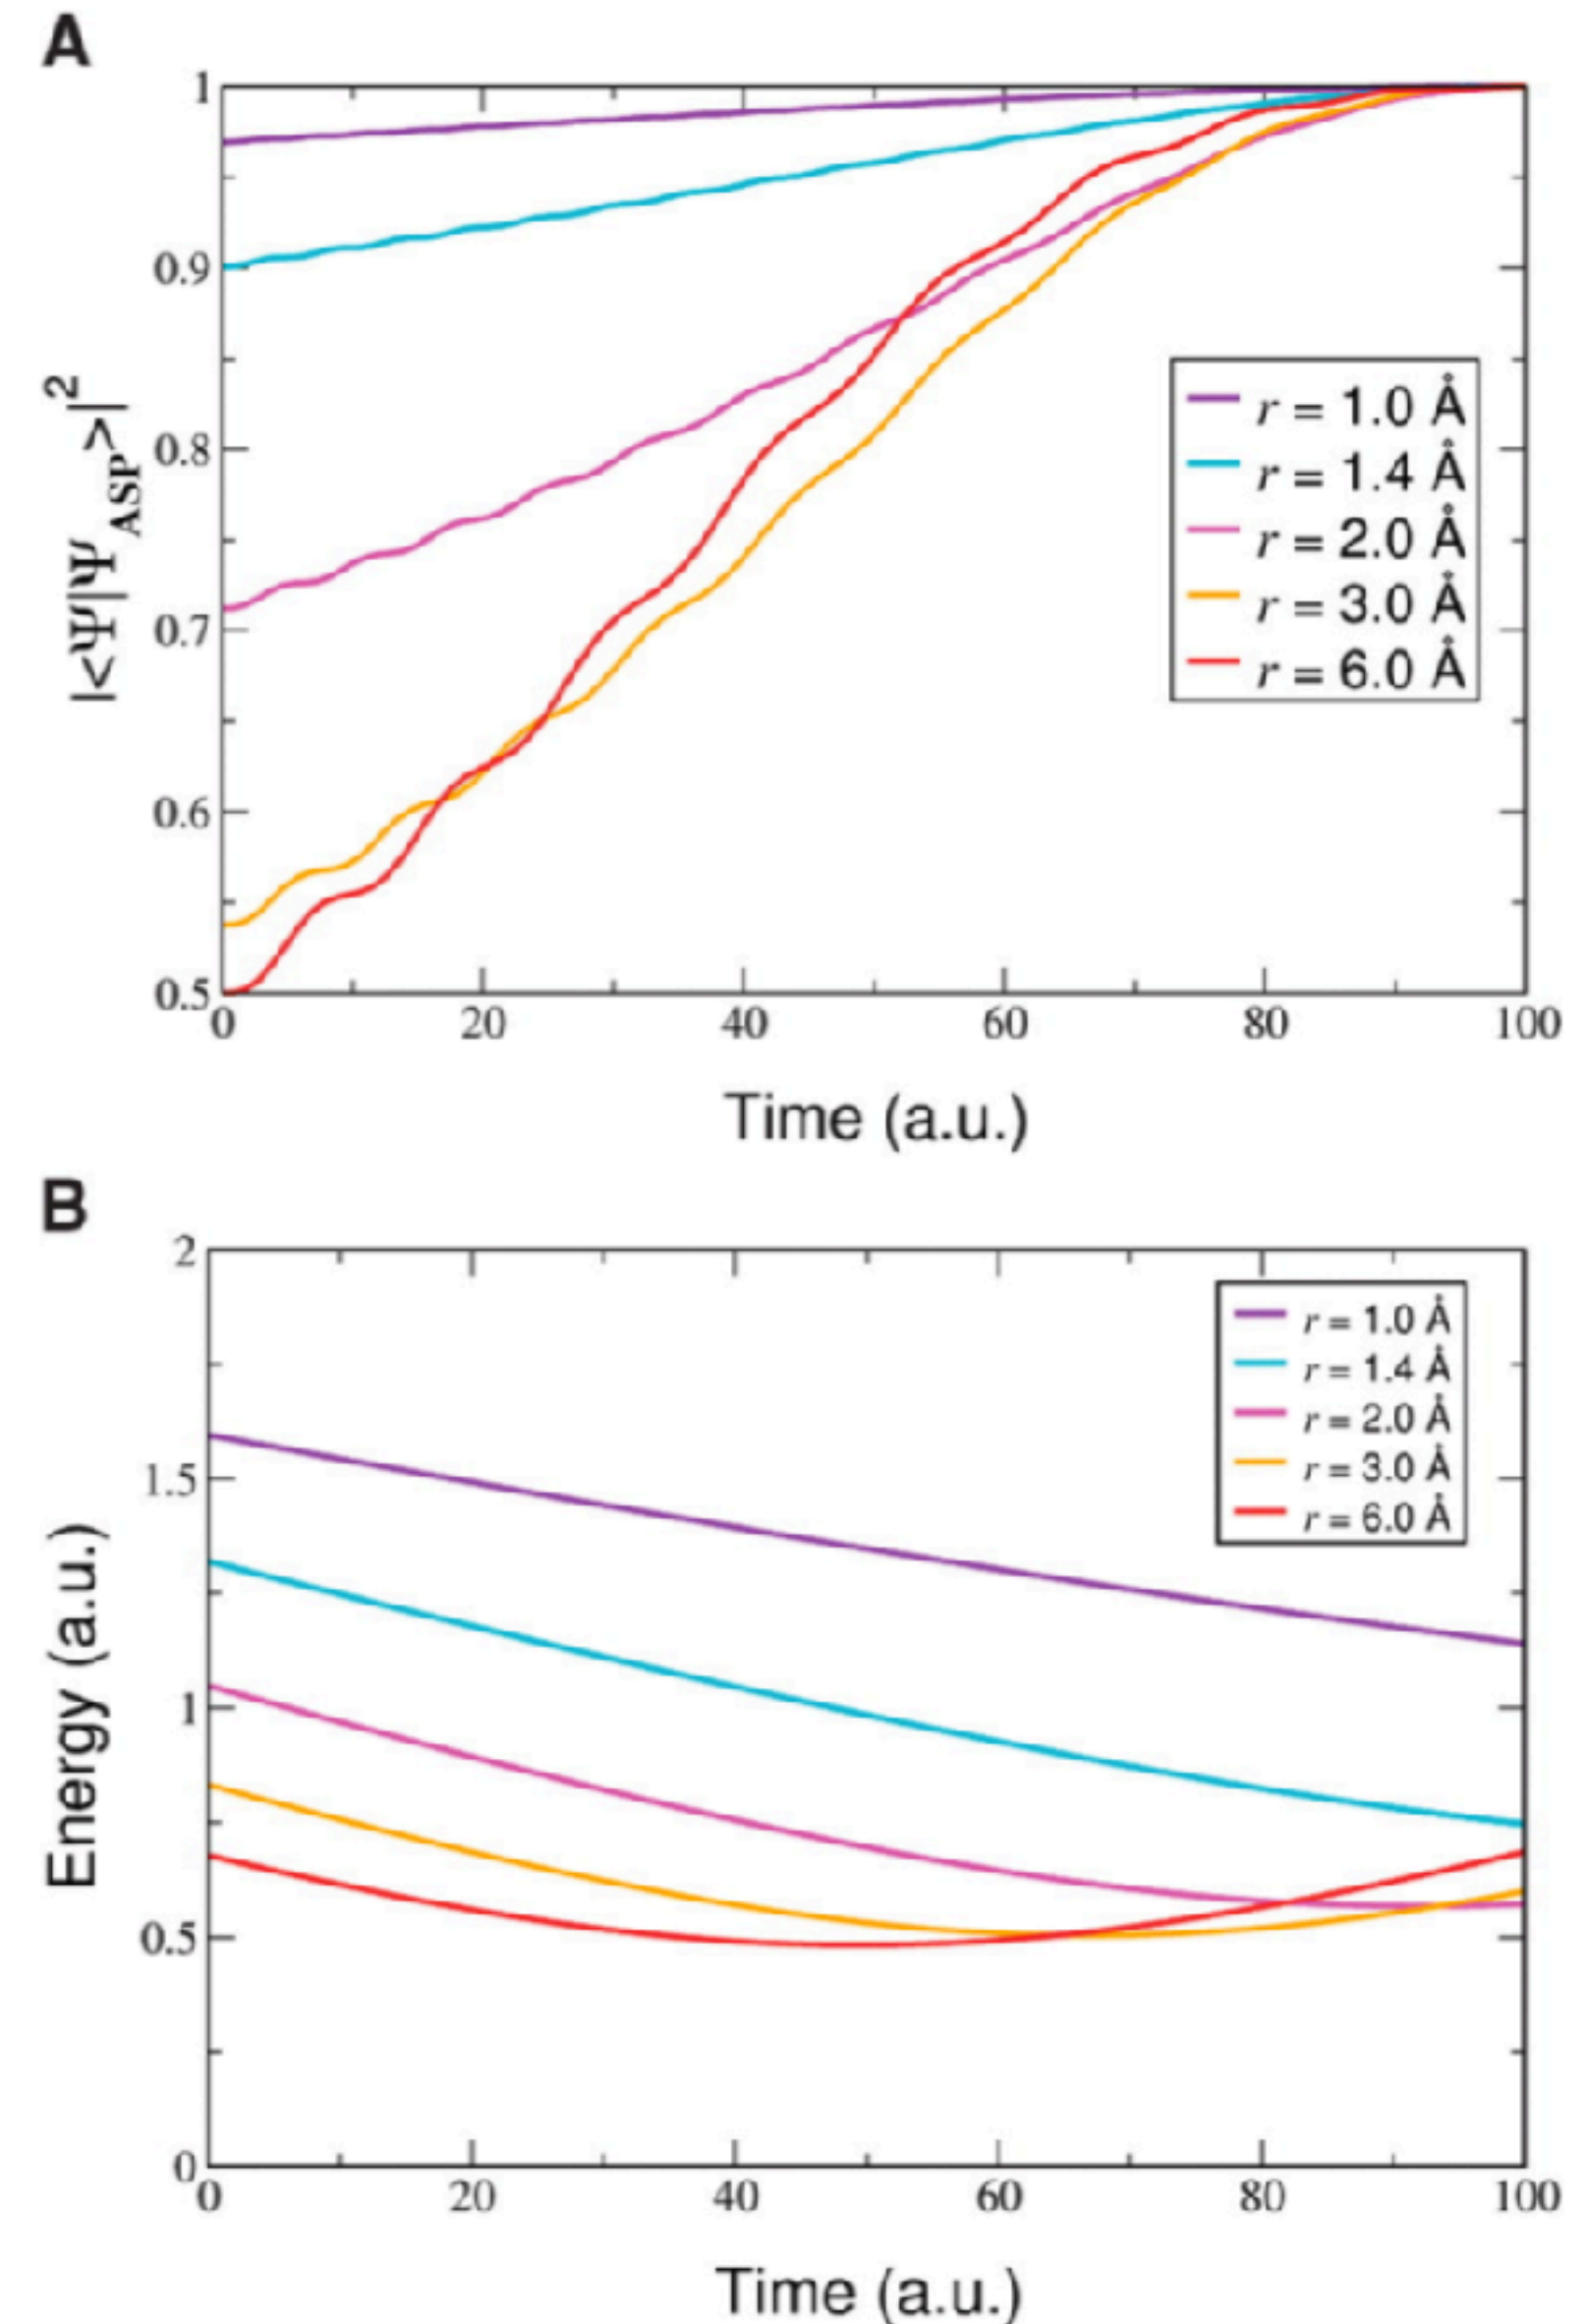 A
1
0.9
0.8
0.7
0.6
0.5
|<Ψ|Ψ_ASP>|²
r = 1.0 Å
r = 1.4 Å
r = 2.0 Å
r = 3.0 Å
r = 6.0 Å
0 20 40 60 80 100
Time (a.u.)
B
2
1.5
1
0.5
0
Energy (a.u.)
r = 1.0 Å
r = 1.4 Å
r = 2.0 Å
r = 3.0 Å
r = 6.0 Å
0 20 40 60 80 100
Time (a.u.)